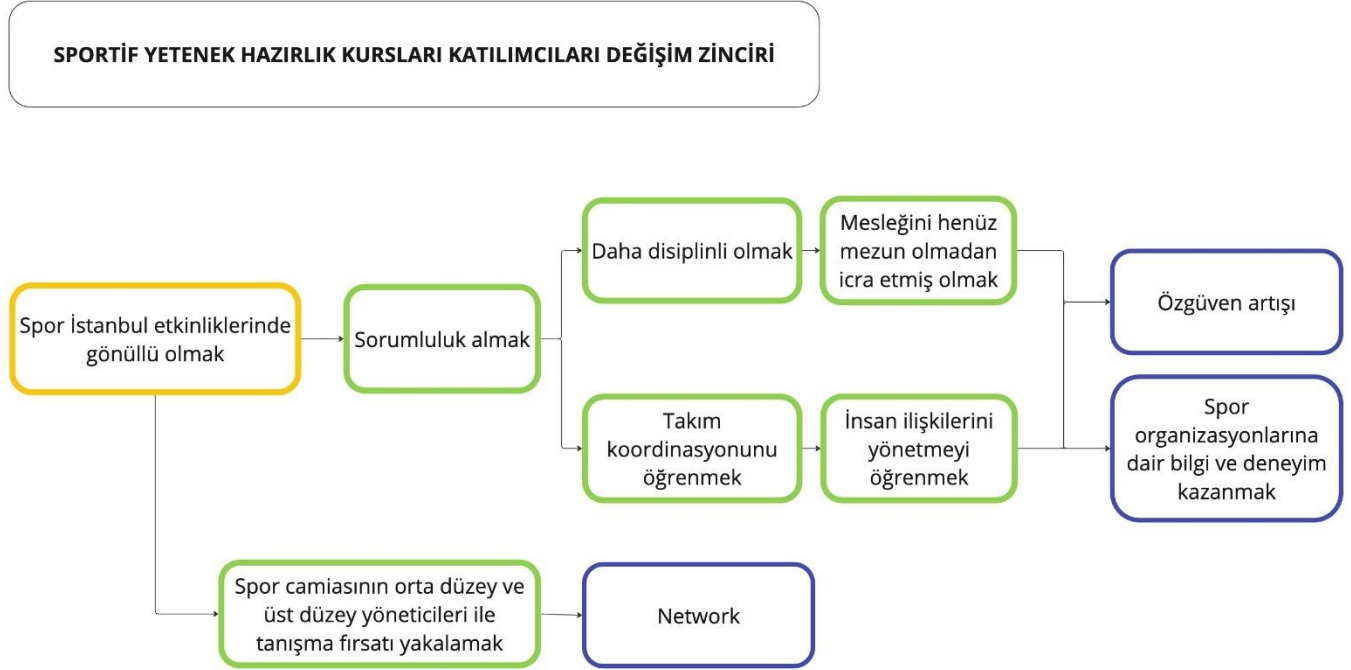 SPORTİF YETENEK HAZIRLIK KURSLARI KATILIMCILARI DEĞİŞİM ZİNCİRİ
Spor İstanbul etkinliklerinde
gönüllü olmak
Sorumluluk almak
Daha disiplinli olmak
Mesleğini henüz
mezun olmadan
icra etmiş olmak
Takım
koordinasyonunu
öğrenmek
İnsan ilişkilerini
yönetmeyi
öğrenmek
Özgüven artışı
Spor
organizasyonlarına
dair bilgi ve deneyim
kazanmak
Spor camiasının orta düzey ve
üst düzey yöneticileri ile
tanışma fırsatı yakalamak
Network